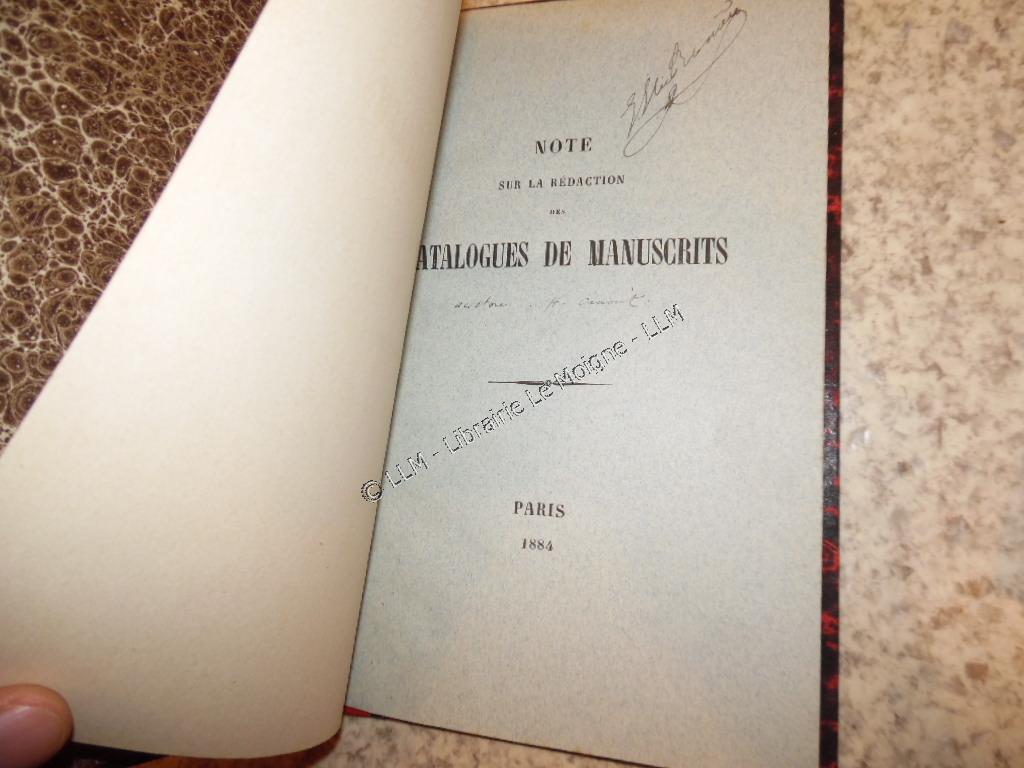 NOTE
SUR LA RÉDACTION
DES
ATALOGUES DE MANUSCRITS
© LLM - Librairie Le Moigne - LLM
PARIS
1884